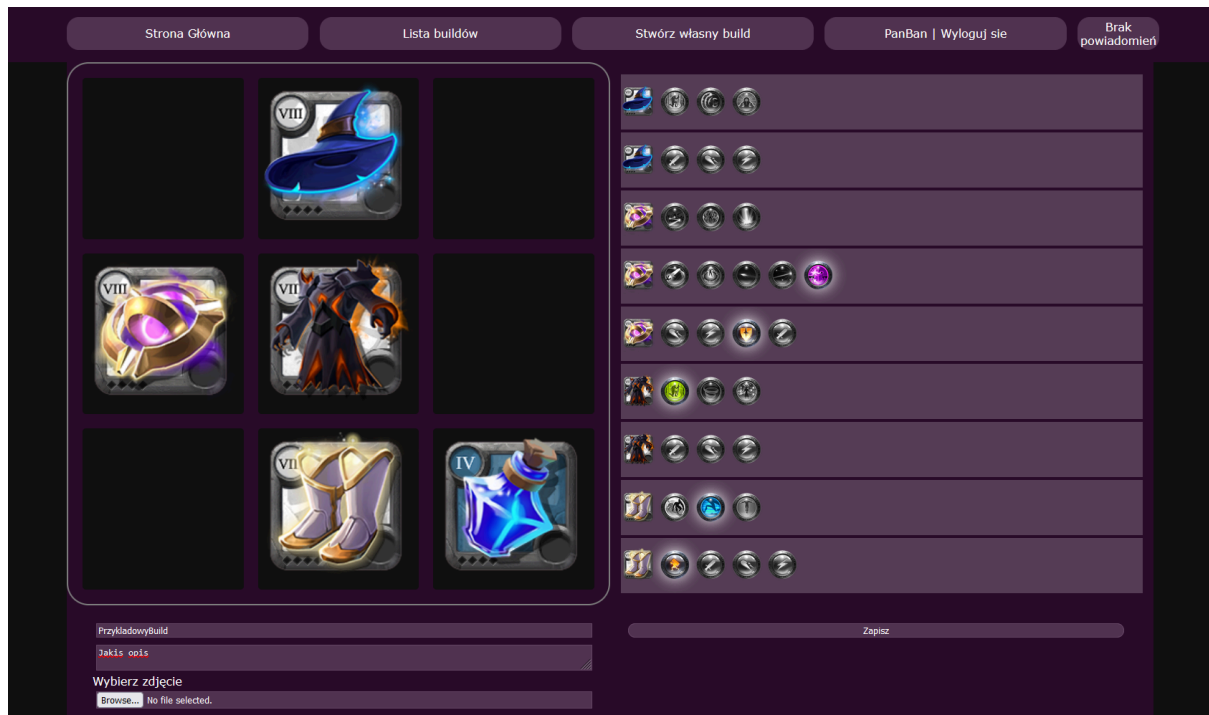 Strona Główna
Lista buildów
Stwórz własny build
PanBan | Wyloguj sie
Brak
powiadomień
VIII
VIII
VII
VII
IV
PrzykladowyBuild
Zapisz
Jakis opis
Wybierz zdjęcie
Browse... No file selected.